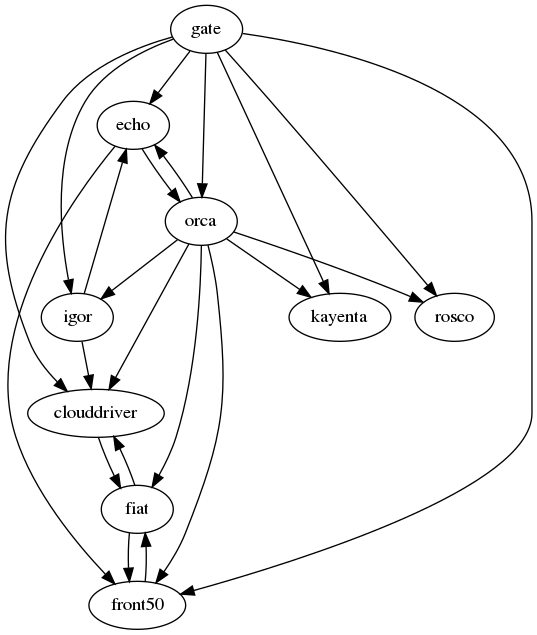 gate
echo
orca
igor
kayenta
rosco
clouddriver
fiat
front50